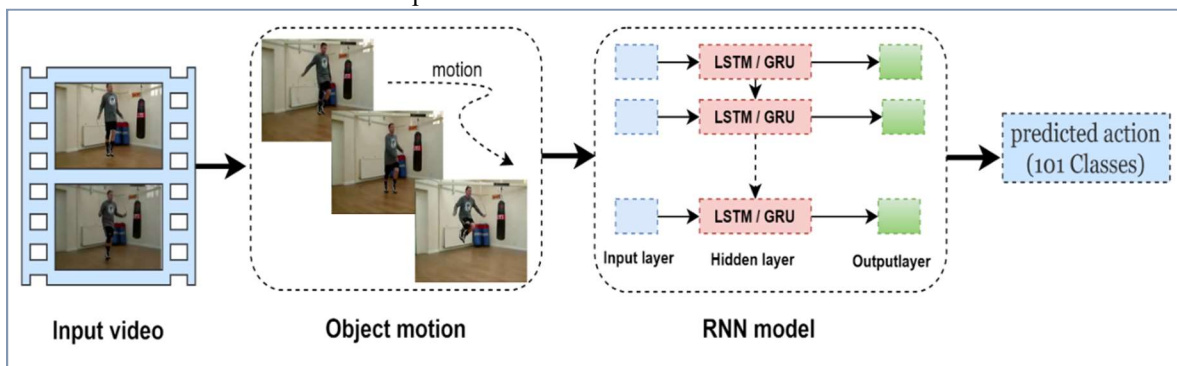 motion
LSTM / GRU
LSTM / GRU
LSTM / GRU
Input layer
Hidden layer
Outputlayer
predicted action
(101 Classes)
Input video
Object motion
RNN model